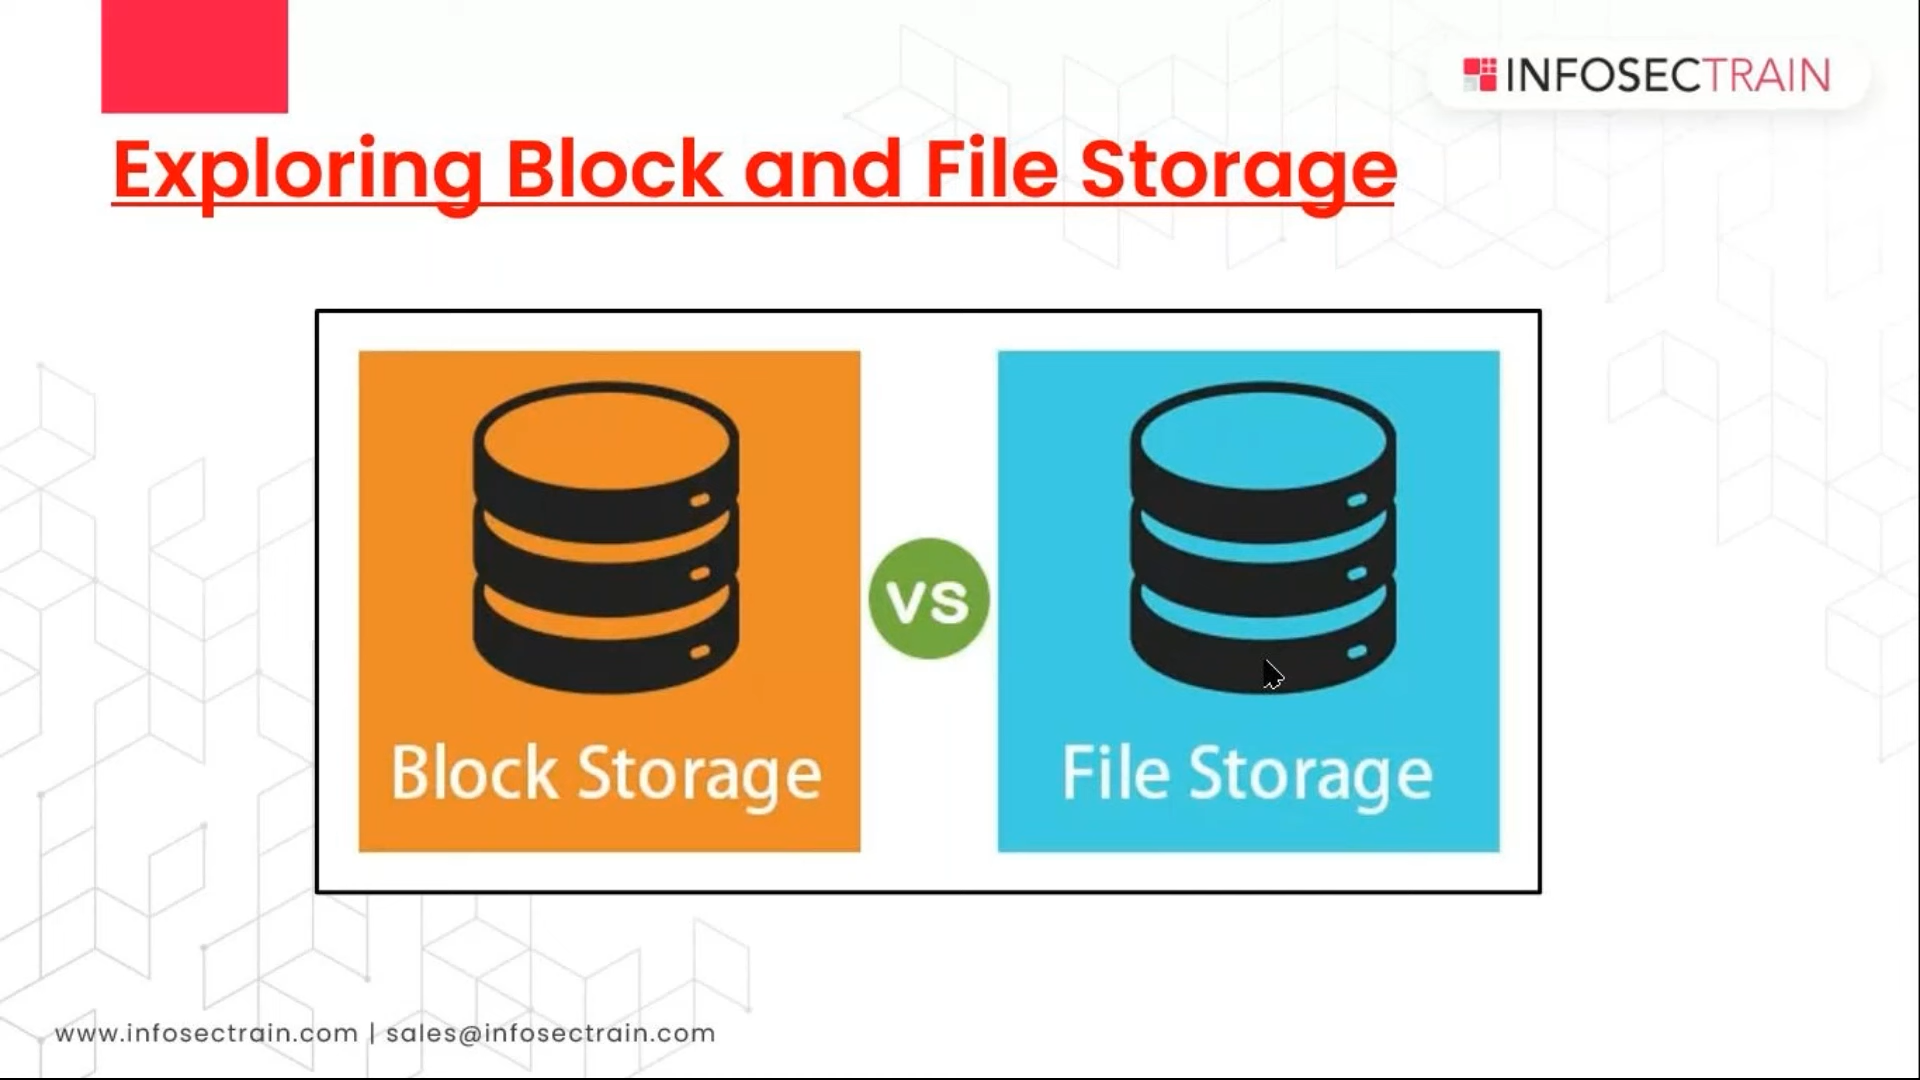 INFOSECTRAIN
Exploring Block and File Storage
Block Storage
vs
File Storage
www.infosectrain.com | sales@infosectrain.com